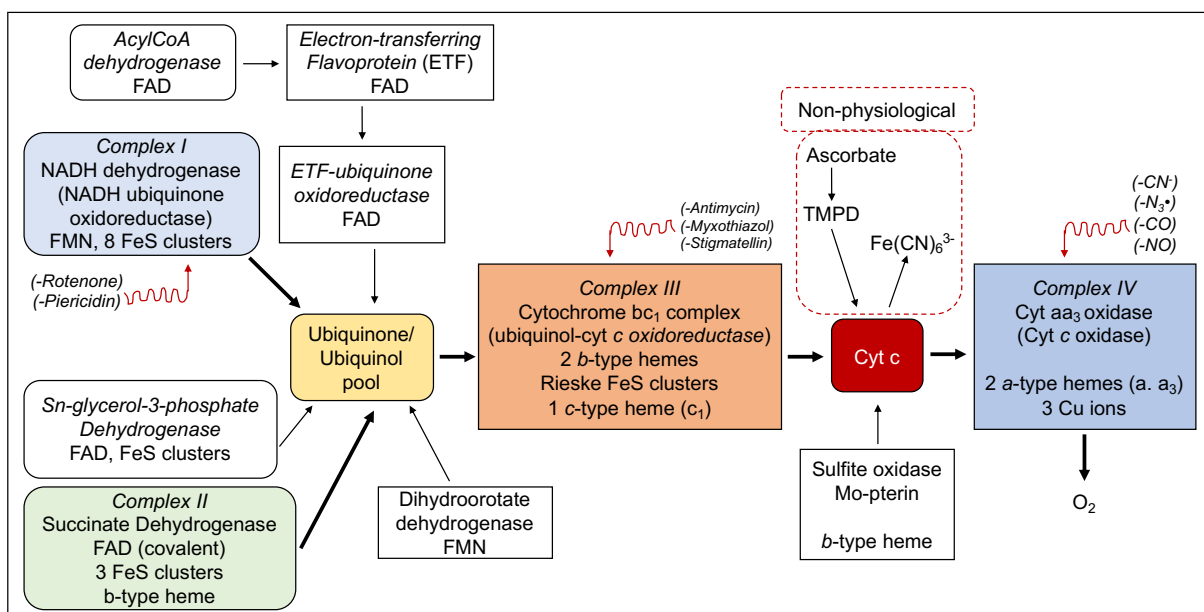 AcylCoA
dehydrogenase
FAD
Electron-transferring
Flavoprotein (ETF)
FAD
Complex I
NADH dehydrogenase
(NADH ubiquinone
oxidoreductase)
FMN, 8 FeS clusters
ETF-ubiquinone
oxidoreductase
FAD
(-Rotenone)
(-Piericidin)
Ubiquinone/
Ubiquinol
pool
Sn-glycerol-3-phosphate
Dehydrogenase
FAD, FeS clusters
Complex II
Succinate Dehydrogenase
FAD (covalent)
3 FeS clusters
b-type heme
Dihydroorotate
dehydrogenase
FMN
(-Antimycin)
(-Myxothiazol)
(-Stigmatellin)
Complex III
Cytochrome bc₁ complex
(ubiquinol-cyt c oxidoreductase)
2 b-type hemes
Rieske FeS clusters
1 c-type heme (c₁)
Non-physiological
Ascorbate
TMPD
Fe(CN)₆³⁻
Cyt c
Sulfite oxidase
Mo-pterin
b-type heme
(-CN⁻)
(-N₃•)
(-CO)
(-NO)
Complex IV
Cyt aa₃ oxidase
(Cyt c oxidase)
2 a-type hemes (a. a₃)
3 Cu ions
O₂